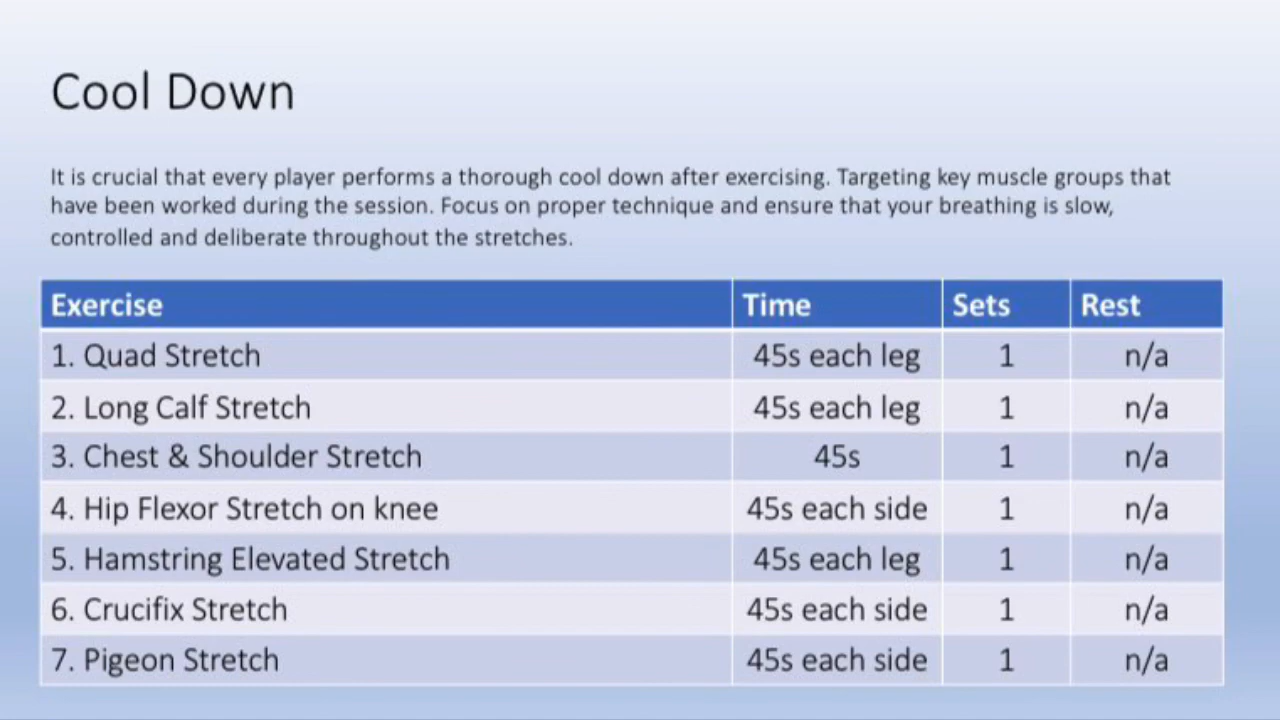 Cool Down
It is crucial that every player performs a thorough cool down after exercising. Targeting key muscle groups that
have been worked during the session. Focus on proper technique and ensure that your breathing is slow,
controlled and deliberate throughout the stretches.
Exercise Time Sets Rest
1. Quad Stretch 45s each leg 1 n/a
2. Long Calf Stretch 45s each leg 1 n/a
3. Chest & Shoulder Stretch 45s 1 n/a
4. Hip Flexor Stretch on knee 45s each side 1 n/a
5. Hamstring Elevated Stretch 45s each leg 1 n/a
6. Crucifix Stretch 45s each side 1 n/a
7. Pigeon Stretch 45s each side 1 n/a